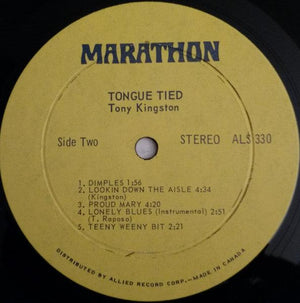 MARATHON
TONGUE TIED
Tony Kingston
Side Two STEREO ALS 330
1. DIMPLES 1:56
2. LOOKIN DOWN THE AISLE 4:34
(Kingston)
3. PROUD MARY 4:20
4. LONELY BLUES (Instrumental) 2:51
(T. Raposo)
5. TEENY WEENY BIT 2:21
DISTRIBUTED BY ALLIED RECORD CORP.—MADE IN CANADA